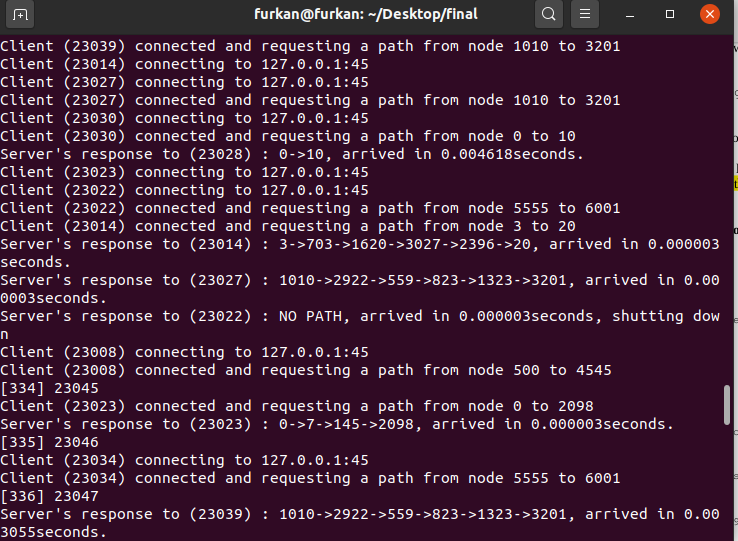 furkan@furkan: ~/Desktop/final
Client (23039) connected and requesting a path from node 1010 to 3201
Client (23014) connecting to 127.0.0.1:45
Client (23027) connecting to 127.0.0.1:45
Client (23027) connected and requesting a path from node 1010 to 3201
Client (23030) connecting to 127.0.0.1:45
Client (23030) connected and requesting a path from node 0 to 10
Server's response to (23028) : 0->10, arrived in 0.004618seconds.
Client (23023) connecting to 127.0.0.1:45
Client (23022) connecting to 127.0.0.1:45
Client (23022) connected and requesting a path from node 5555 to 6001
Client (23014) connected and requesting a path from node 3 to 20
Server's response to (23014) : 3->703->1620->3027->2396->20, arrived in 0.000003
seconds.
Server's response to (23027) : 1010->2922->559->823->1323->3201, arrived in 0.00
0003seconds.
Server's response to (23022) : NO PATH, arrived in 0.000003seconds, shutting dow
n
Client (23008) connecting to 127.0.0.1:45
Client (23008) connected and requesting a path from node 500 to 4545
[334] 23045
Client (23023) connected and requesting a path from node 0 to 2098
Server's response to (23023) : 0->7->145->2098, arrived in 0.000003seconds.
[335] 23046
Client (23034) connecting to 127.0.0.1:45
Client (23034) connected and requesting a path from node 5555 to 6001
[336] 23047
Server's response to (23039) : 1010->2922->559->823->1323->3201, arrived in 0.00
3055seconds.